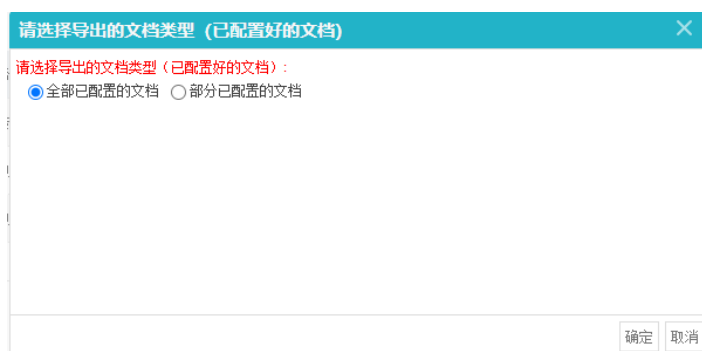 请选择导出的文档类型（已配置好的文档)
请选择导出的文档类型（已配置好的文档）:
全部已配置的文档 部分已配置的文档
确定 取消